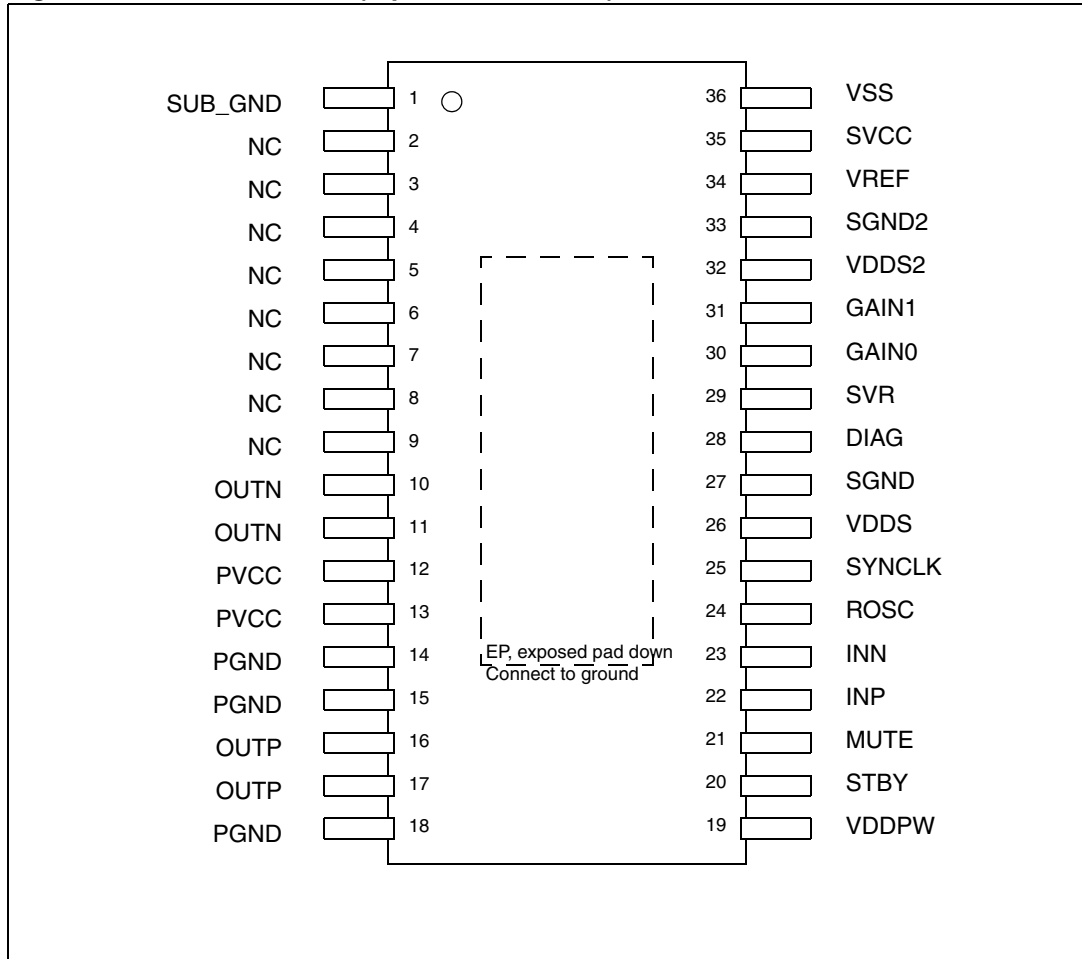 SUB_GND 1 36 VSS
NC 2 35 SVCC
NC 3 34 VREF
NC 4 33 SGND2
NC 5 32 VDDS2
NC 6 31 GAIN1
NC 7 30 GAIN0
NC 8 29 SVR
NC 9 28 DIAG
OUTN 10 27 SGND
OUTN 11 26 VDDS
PVCC 12 25 SYNCLK
PVCC 13 24 ROSC
PGND 14 23 INN
EP, exposed pad down
Connect to ground
PGND 15 22 INP
OUTP 16 21 MUTE
OUTP 17 20 STBY
PGND 18 19 VDDPW